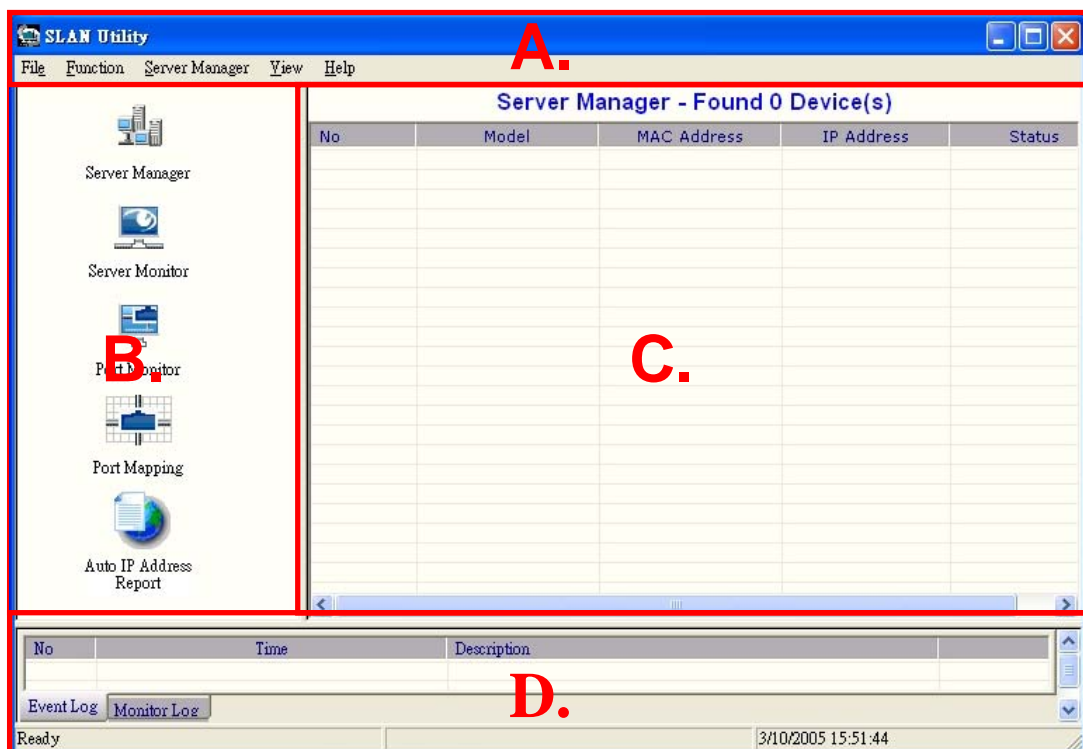 SLAN Utility
A.
File Function Server Manager View Help
Server Manager - Found 0 Device(s)
No Model MAC Address IP Address Status
Server Manager
Server Monitor
Port Monitor
B.
C.
Port Mapping
Auto IP Address
Report
No Time Description
D.
Event Log Monitor Log
Ready 3/10/2005 15:51:44